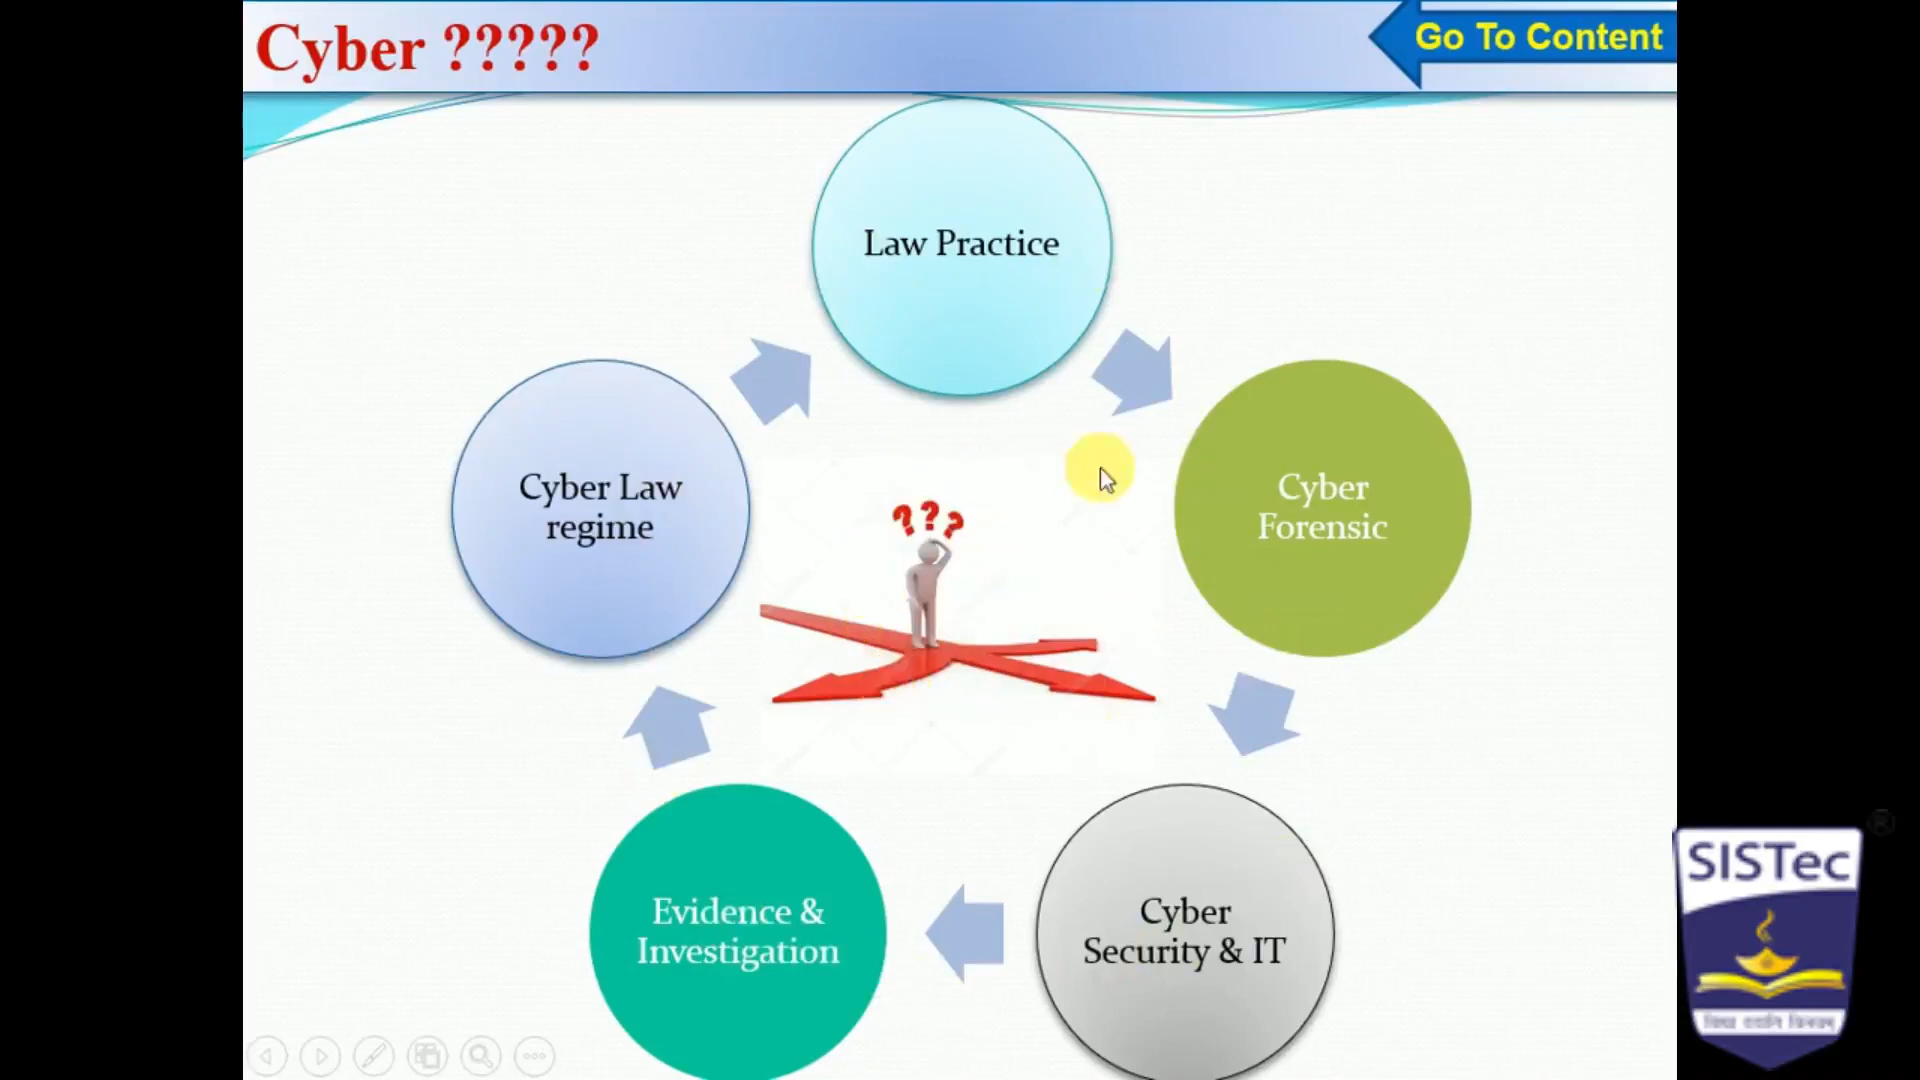 Cyber ?????
Go To Content
Law Practice
Cyber Law
regime
Cyber
Forensic
???
Evidence &
Investigation
Cyber
Security & IT
®
SISTec